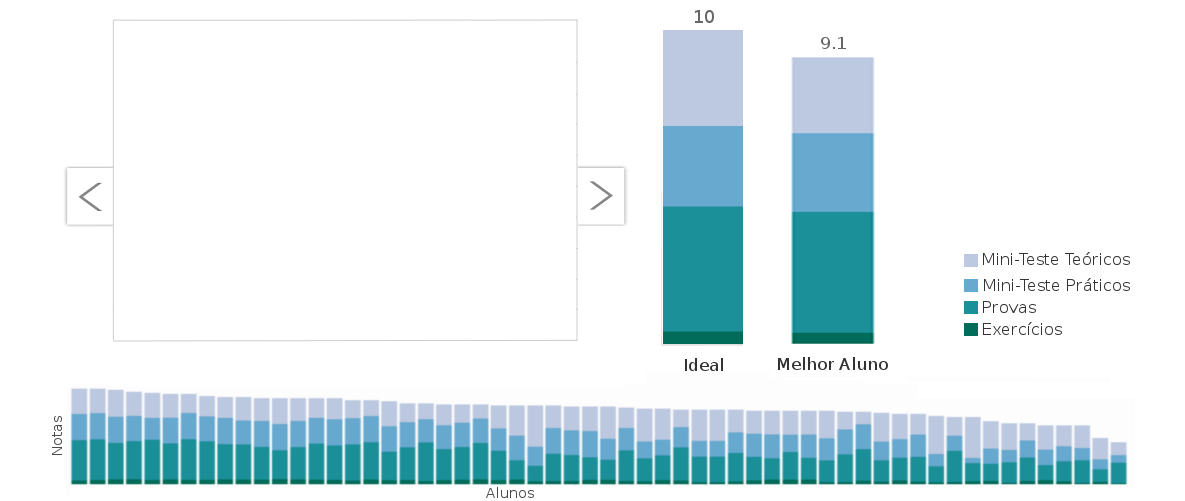 10
9.1
Mini-Teste Teóricos
Mini-Teste Práticos
Provas
Exercícios
Ideal
Melhor Aluno
Notas
Alunos